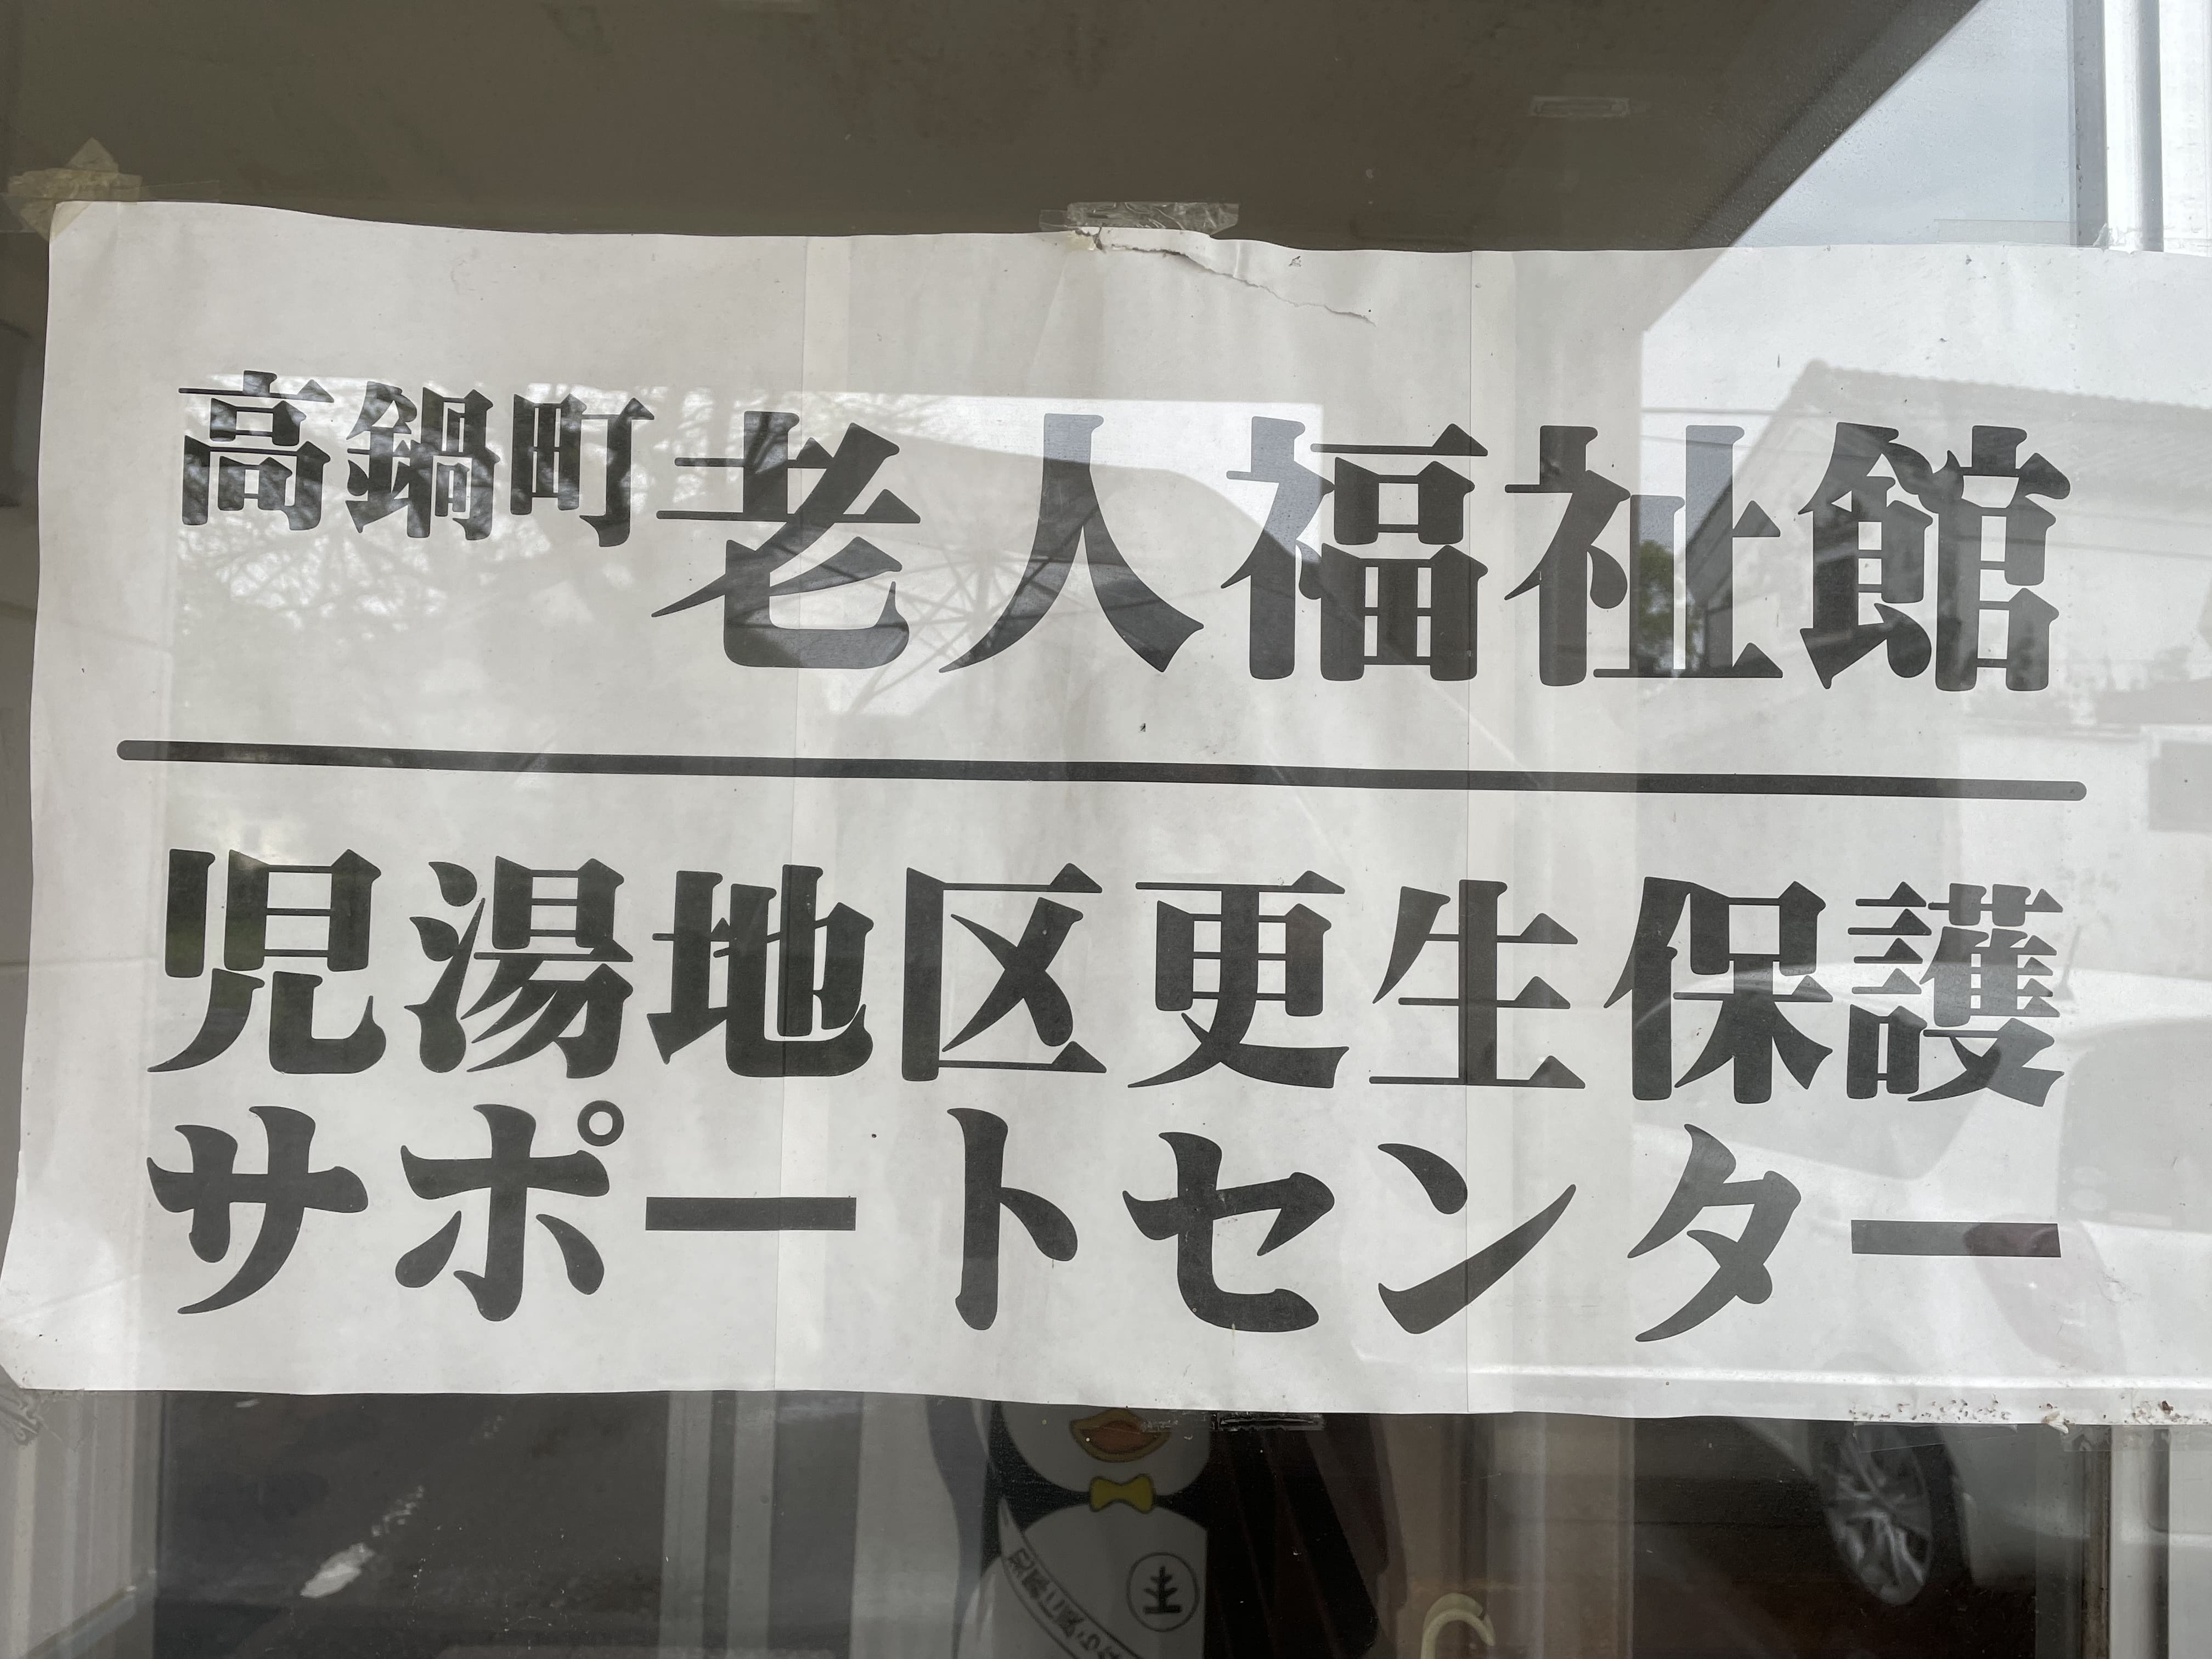 高鍋町老人福祉館
児湯地区更生保護
サポートセンター